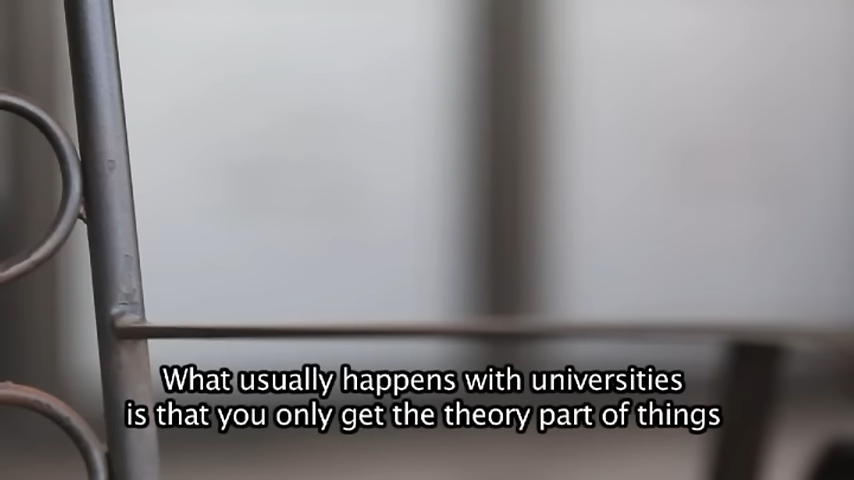 What usually happens with universities
is that you only get the theory part of things